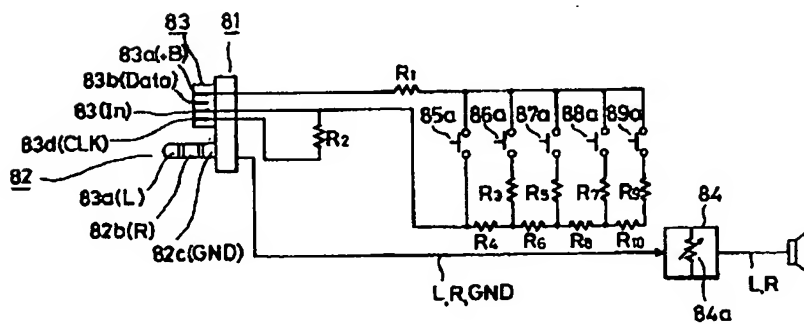 83
81
83a(+B)
83b(Data)
83(In)
83d(CLK)
82
83a(L)
82b(R)
82c(GND)
R1
R2
85a
86a
87a
88a
89a
R3
R5
R7
R9
R4
R6
R8
R10
L,R,GND
84
84a
L,R